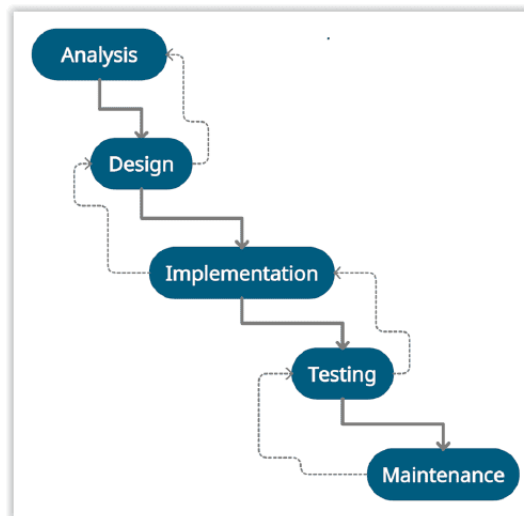 Analysis
Design
Implementation
Testing
Maintenance